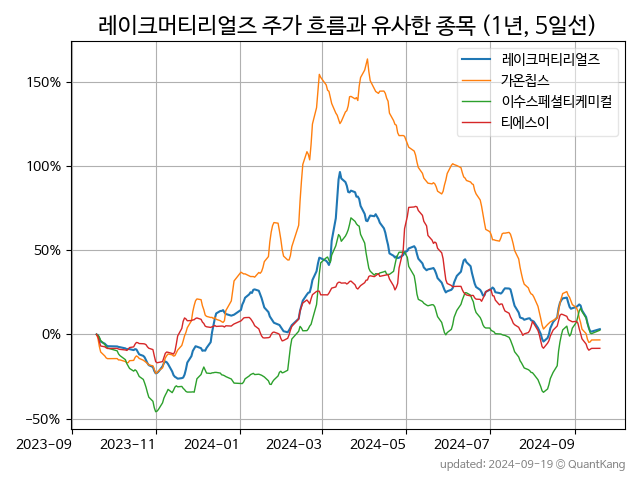 레이크머티리얼즈 주가 흐름과 유사한 종목 (1년, 5일선)
레이크머티리얼즈
가온칩스
이수스페셜티케미컬
티에스이
150%
100%
50%
0%
−50%
2023-09 2023-11 2024-01 2024-03 2024-05 2024-07 2024-09
updated: 2024-09-19 © QuantKang